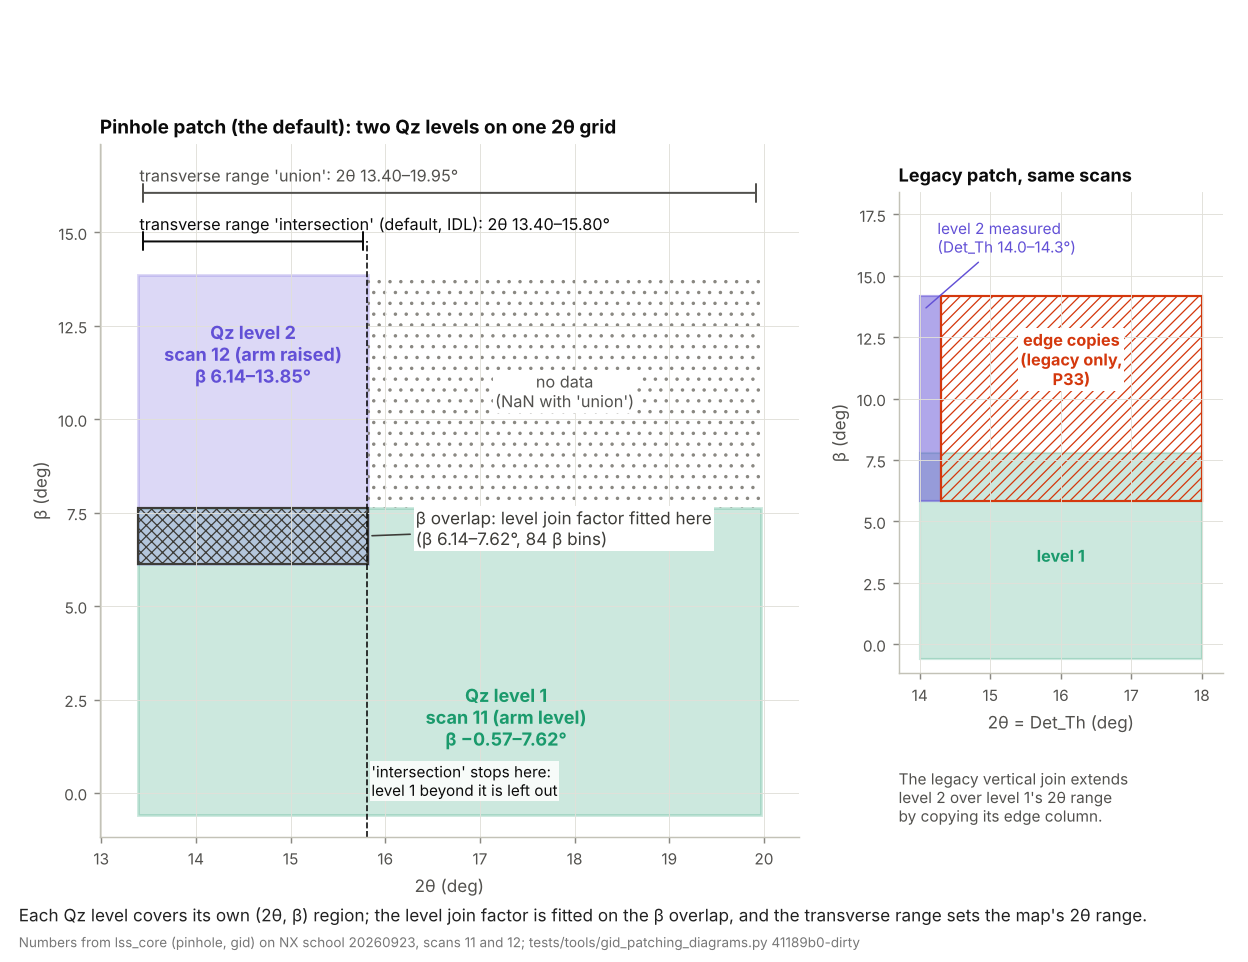 Pinhole patch (the default): two Qz levels on one 2θ grid
transverse range 'union': 2θ 13.40–19.95°
transverse range 'intersection' (default, IDL): 2θ 13.40–15.80°
15.0
12.5
10.0
7.5
5.0
2.5
0.0
β (deg)
Qz level 2
scan 12 (arm raised)
β 6.14–13.85°
no data
(NaN with 'union')
β overlap: level join factor fitted here
(β 6.14–7.62°, 84 β bins)
Qz level 1
scan 11 (arm level)
β −0.57–7.62°
'intersection' stops here:
level 1 beyond it is left out
13 14 15 16 17 18 19 20
2θ (deg)
Legacy patch, same scans
17.5
15.0
12.5
10.0
7.5
5.0
2.5
0.0
β (deg)
level 2 measured
(Det_Th 14.0–14.3°)
edge copies
(legacy only,
P33)
level 1
14 15 16 17 18
2θ = Det_Th (deg)
The legacy vertical join extends
level 2 over level 1's 2θ range
by copying its edge column.
Each Qz level covers its own (2θ, β) region; the level join factor is fitted on the β overlap, and the transverse range sets the map's 2θ range.
Numbers from lss_core (pinhole, gid) on NX school 20260923, scans 11 and 12; tests/tools/gid_patching_diagrams.py 41189b0-dirty